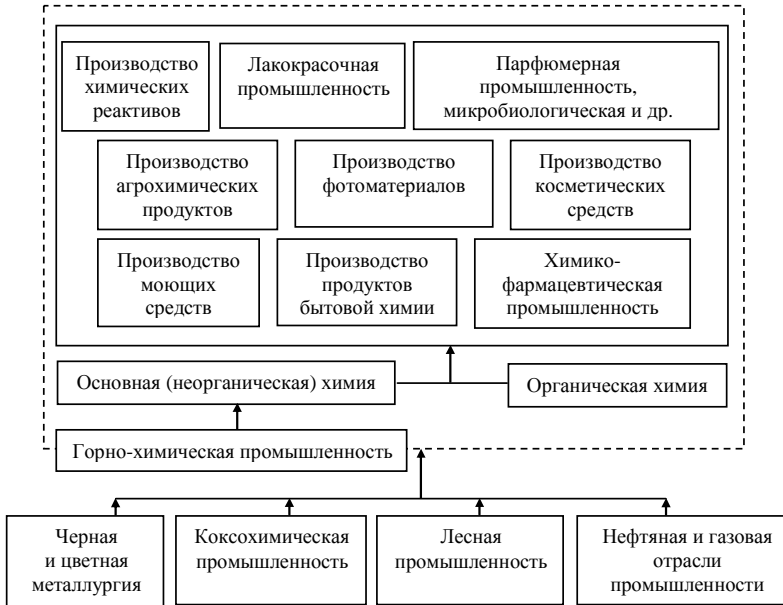 Производство
химических
реактивов
Лакокрасочная
промышленность
Парфюмерная
промышленность,
микробиологическая и др.
Производство
агрохимических
продуктов
Производство
фотоматериалов
Производство
косметических
средств
Производство
моющих
средств
Производство
продуктов
бытовой химии
Химико-
фармацевтическая
промышленность
Основная (неорганическая) химия
Органическая химия
Горно-химическая промышленность
Черная
и цветная
металлургия
Коксохимическая
промышленность
Лесная
промышленность
Нефтяная и газовая
отрасли
промышленности